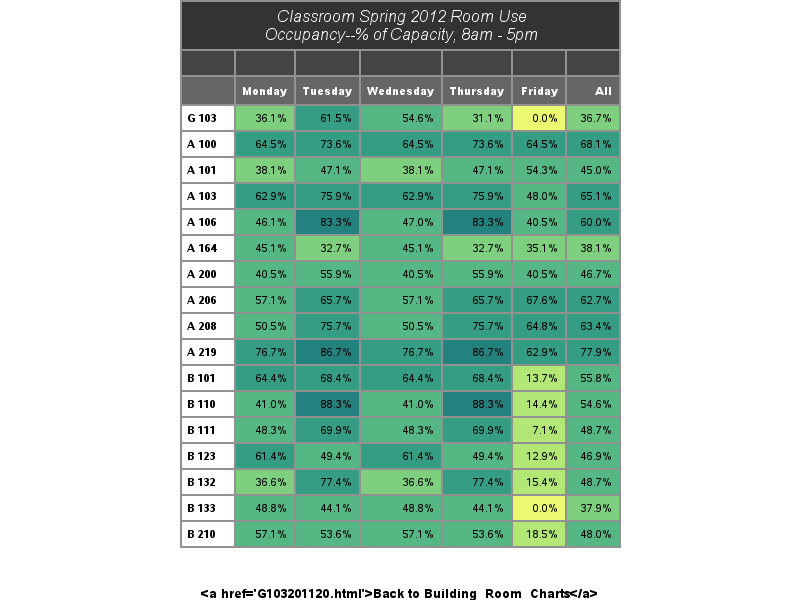 Classroom Spring 2012 Room Use
Occupancy--% of Capacity, 8am - 5pm
Monday Tuesday Wednesday Thursday Friday All
G 103 36.1% 61.5% 54.6% 31.1% 0.0% 36.7%
A 100 64.5% 73.6% 64.5% 73.6% 64.5% 68.1%
A 101 38.1% 47.1% 38.1% 47.1% 54.3% 45.0%
A 103 62.9% 75.9% 62.9% 75.9% 48.0% 65.1%
A 106 46.1% 83.3% 47.0% 83.3% 40.5% 60.0%
A 164 45.1% 32.7% 45.1% 32.7% 35.1% 38.1%
A 200 40.5% 55.9% 40.5% 55.9% 40.5% 46.7%
A 206 57.1% 65.7% 57.1% 65.7% 67.6% 62.7%
A 208 50.5% 75.7% 50.5% 75.7% 64.8% 63.4%
A 219 76.7% 86.7% 76.7% 86.7% 62.9% 77.9%
B 101 64.4% 68.4% 64.4% 68.4% 13.7% 55.8%
B 110 41.0% 88.3% 41.0% 88.3% 14.4% 54.6%
B 111 48.3% 69.9% 48.3% 69.9% 7.1% 48.7%
B 123 61.4% 49.4% 61.4% 49.4% 12.9% 46.9%
B 132 36.6% 77.4% 36.6% 77.4% 15.4% 48.7%
B 133 48.8% 44.1% 48.8% 44.1% 0.0% 37.9%
B 210 57.1% 53.6% 57.1% 53.6% 18.5% 48.0%
<a href='G103201120.html'>Back to Building_Room_Charts</a>